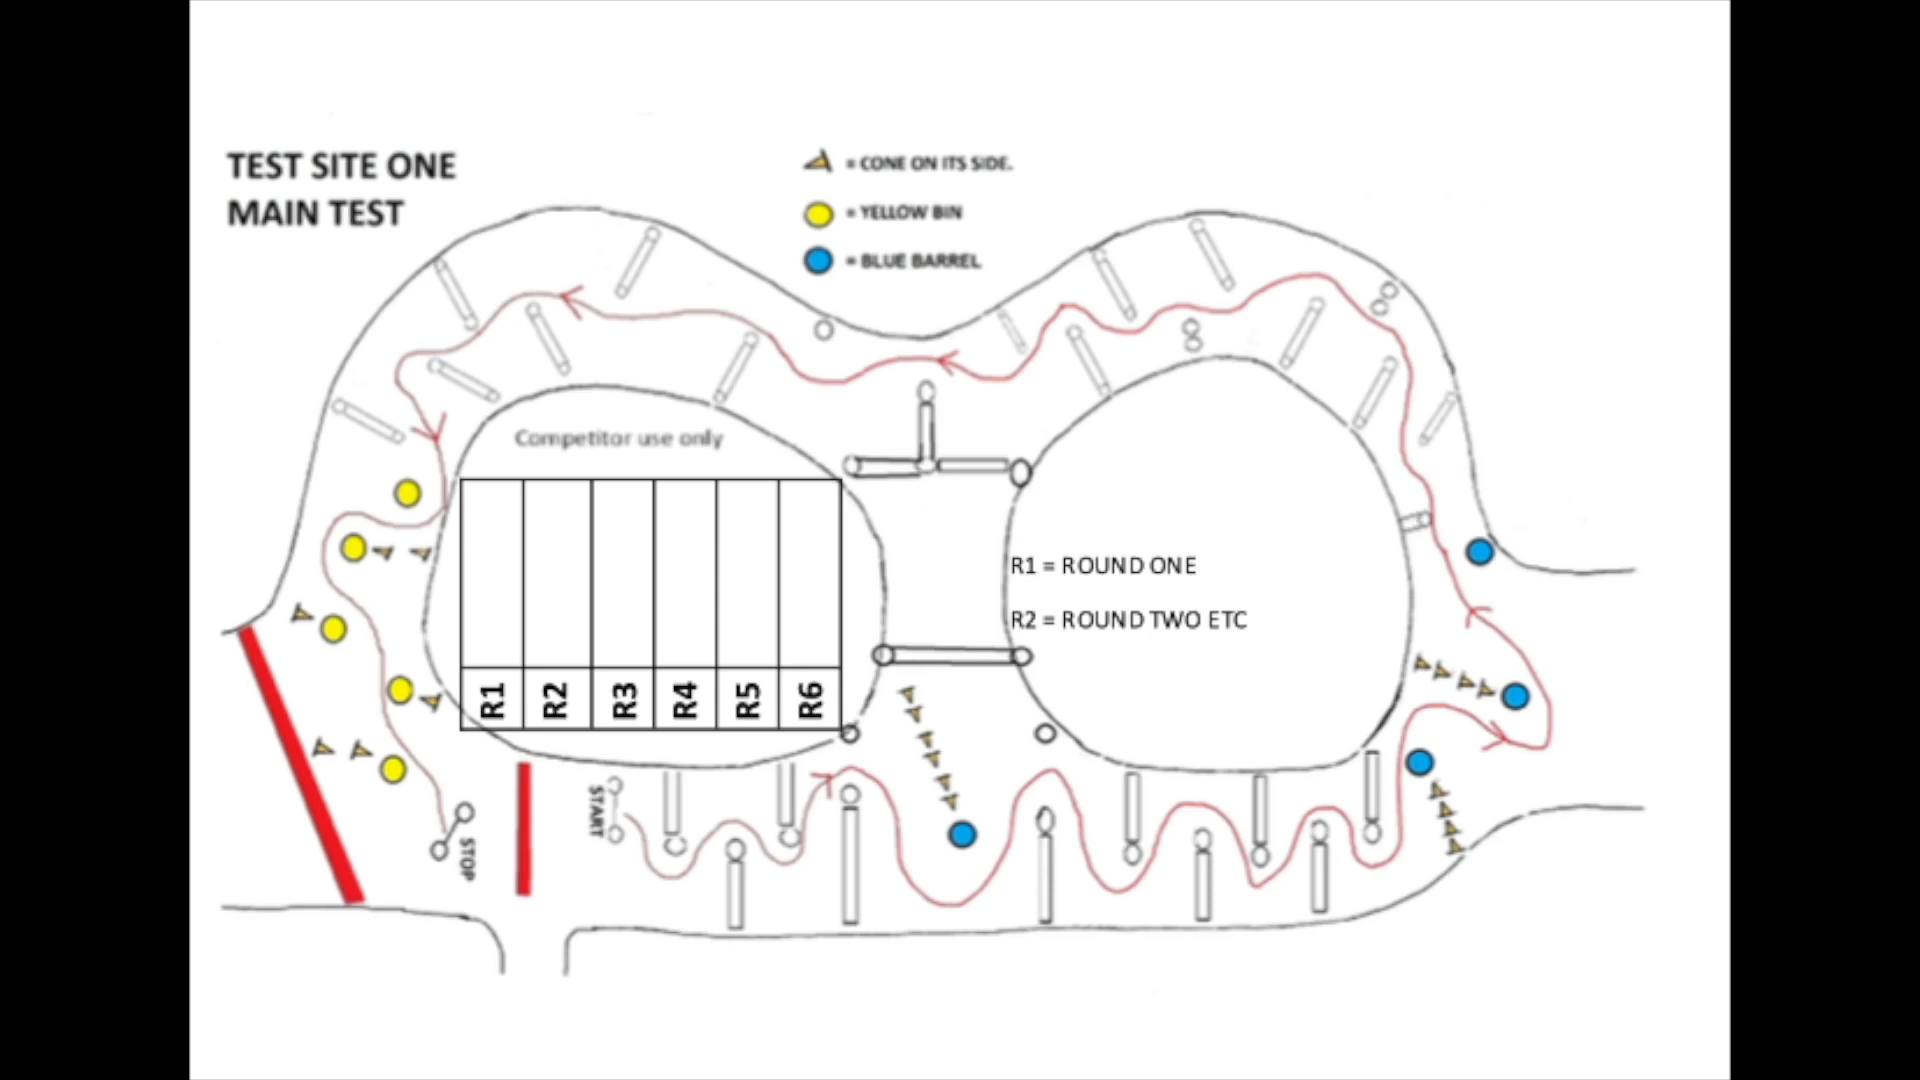 TEST SITE ONE
MAIN TEST
= CONE ON ITS SIDE.
= YELLOW BIN
= BLUE BARREL
Competitor use only
R1 = ROUND ONE
R2 = ROUND TWO ETC
R1 R2 R3 R4 R5 R6
START
STOP